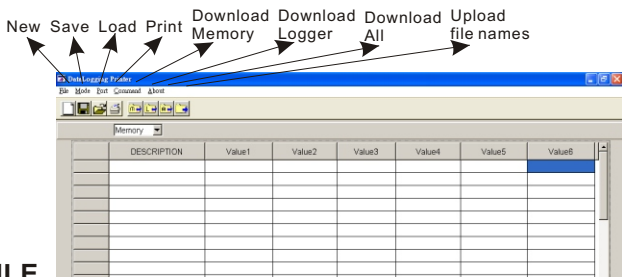 New Save Load Print Download Memory Download Logger Download All Upload file names
Data Logging Printer
File Mode Port Command About
Memory
DESCRIPTION Value1 Value2 Value3 Value4 Value5 Value6
ILE